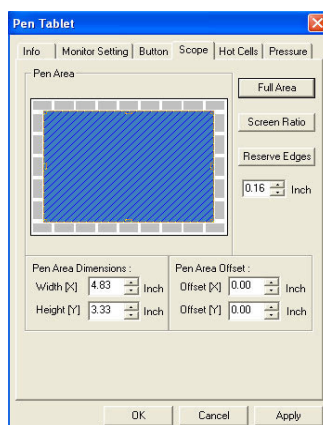 Pen Tablet
Info Monitor Setting Button Scope Hot Cells Pressure
Pen Area
Full Area
Screen Ratio
Reserve Edges
0.16 Inch
Pen Area Dimensions : Pen Area Offset :
Width [X] 4.83 Inch Offset [X] 0.00 Inch
Height [Y] 3.33 Inch Offset [Y] 0.00 Inch
OK Cancel Apply